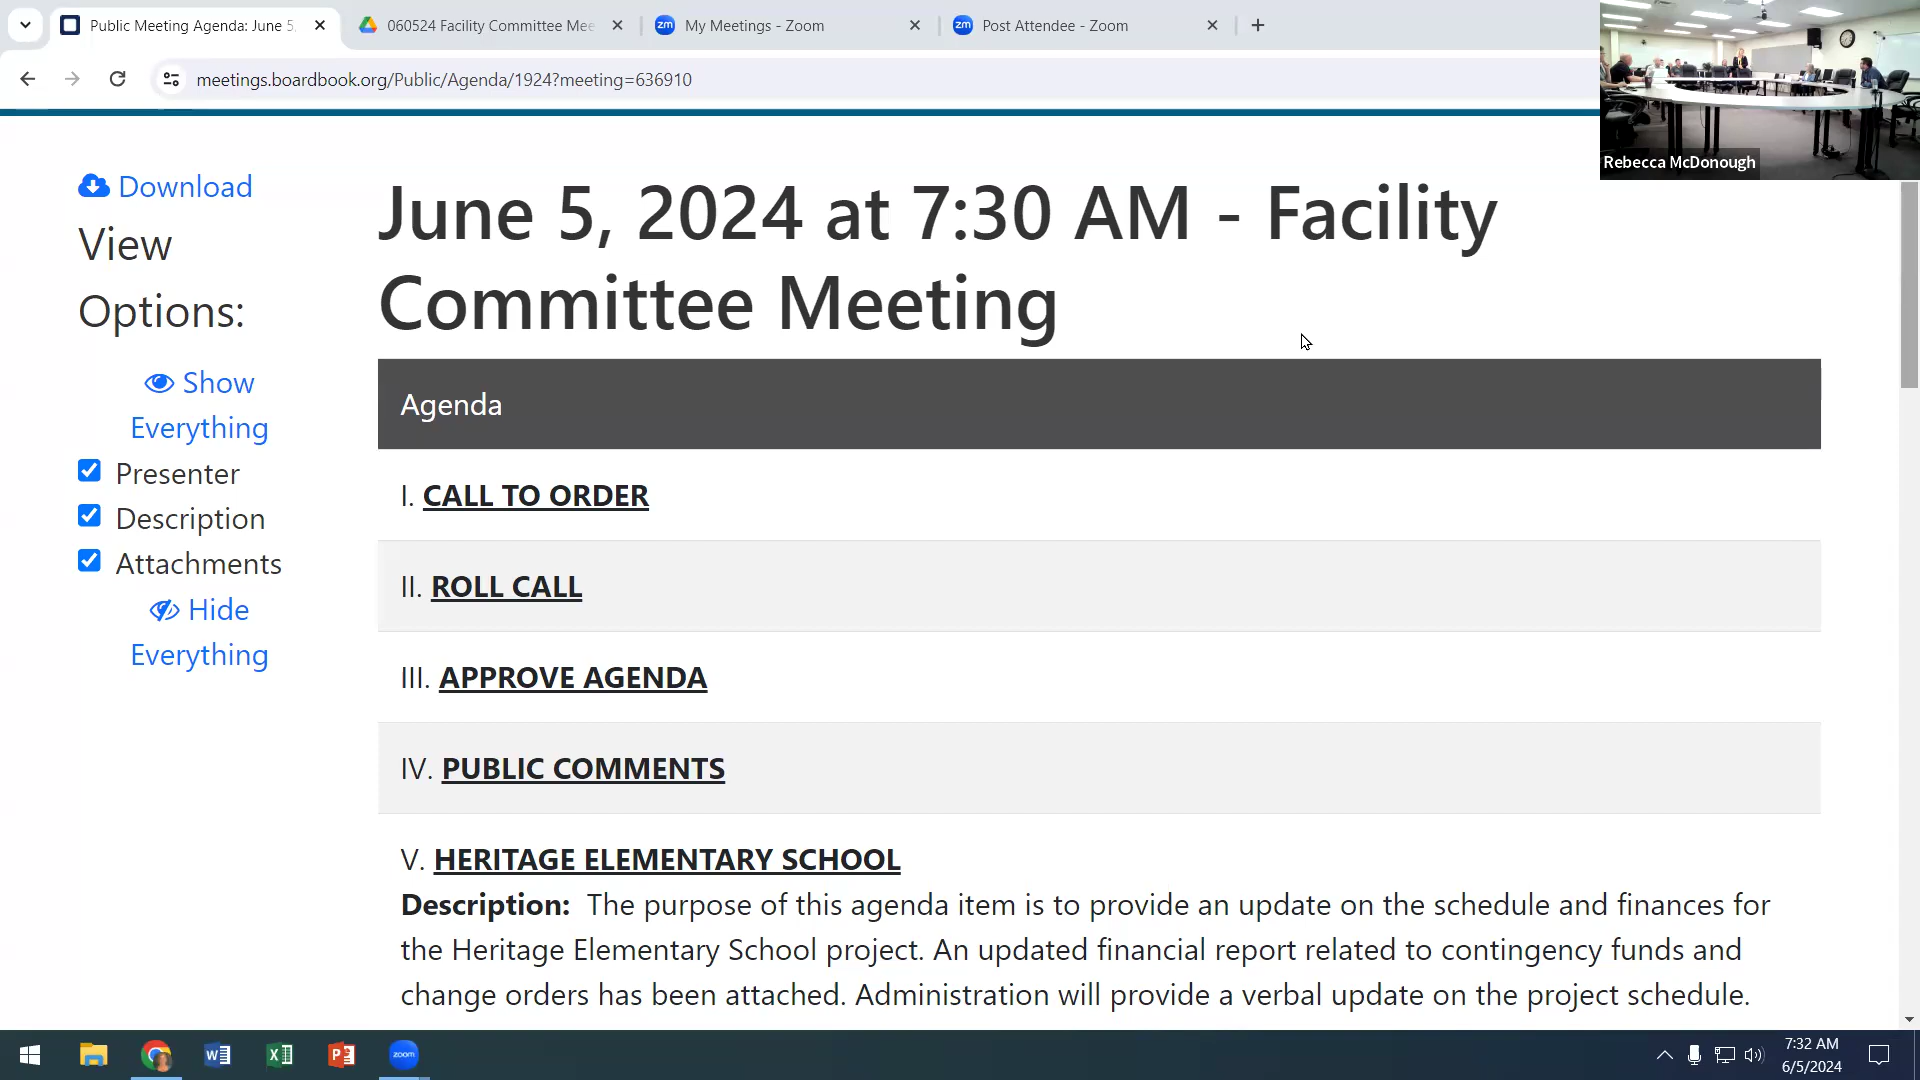 Public Meeting Agenda: June 5,
060524 Facility Committee Mee
My Meetings - Zoom
Post Attendee - Zoom
meetings.boardbook.org/Public/Agenda/1924?meeting=636910
Rebecca McDonough
Download
View
Options:
Show
Everything
Presenter
Description
Attachments
Hide
Everything
June 5, 2024 at 7:30 AM - Facility
Committee Meeting
Agenda
I. CALL TO ORDER
II. ROLL CALL
III. APPROVE AGENDA
IV. PUBLIC COMMENTS
V. HERITAGE ELEMENTARY SCHOOL
Description: The purpose of this agenda item is to provide an update on the schedule and finances for
the Heritage Elementary School project. An updated financial report related to contingency funds and
change orders has been attached. Administration will provide a verbal update on the project schedule.
zoom
7:32 AM
6/5/2024